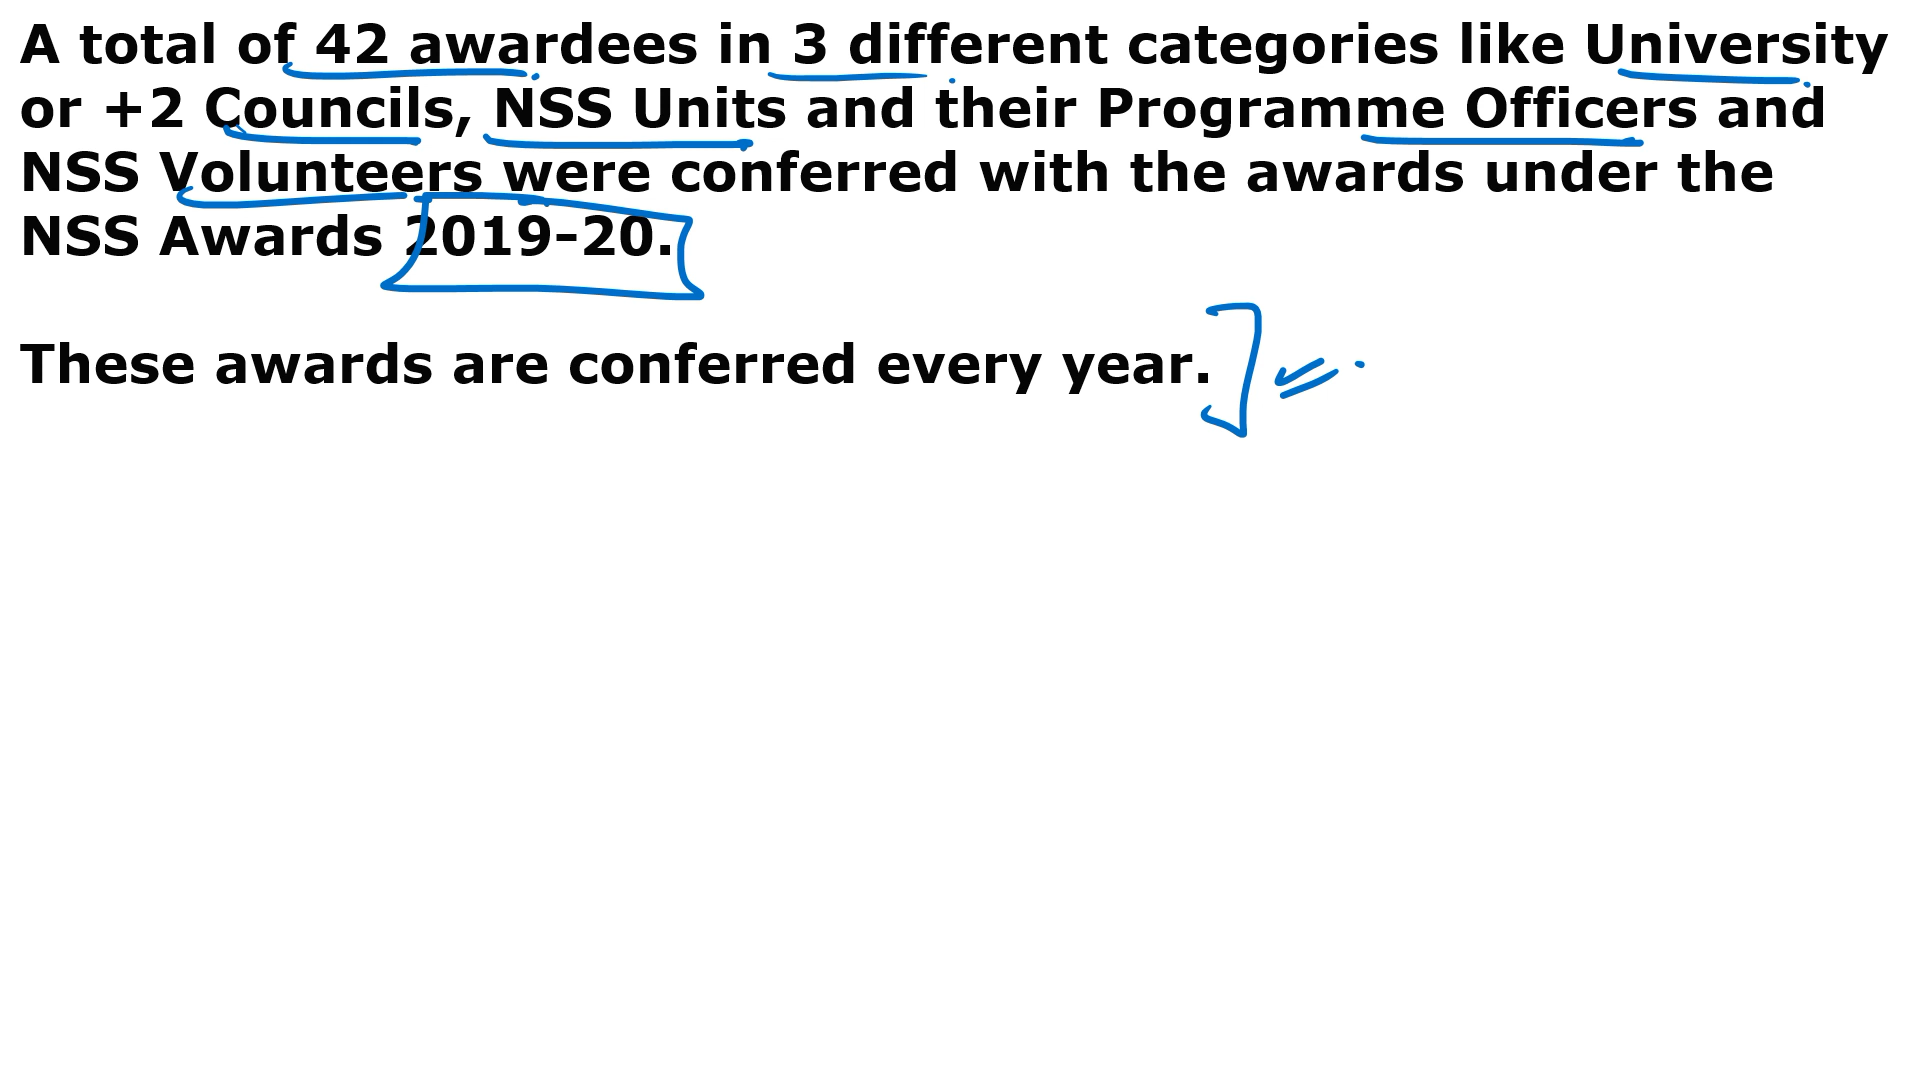 A total of 42 awardees in 3 different categories like University
or +2 Councils, NSS Units and their Programme Officers and
NSS Volunteers were conferred with the awards under the
NSS Awards 2019–20.
These awards are conferred every year.